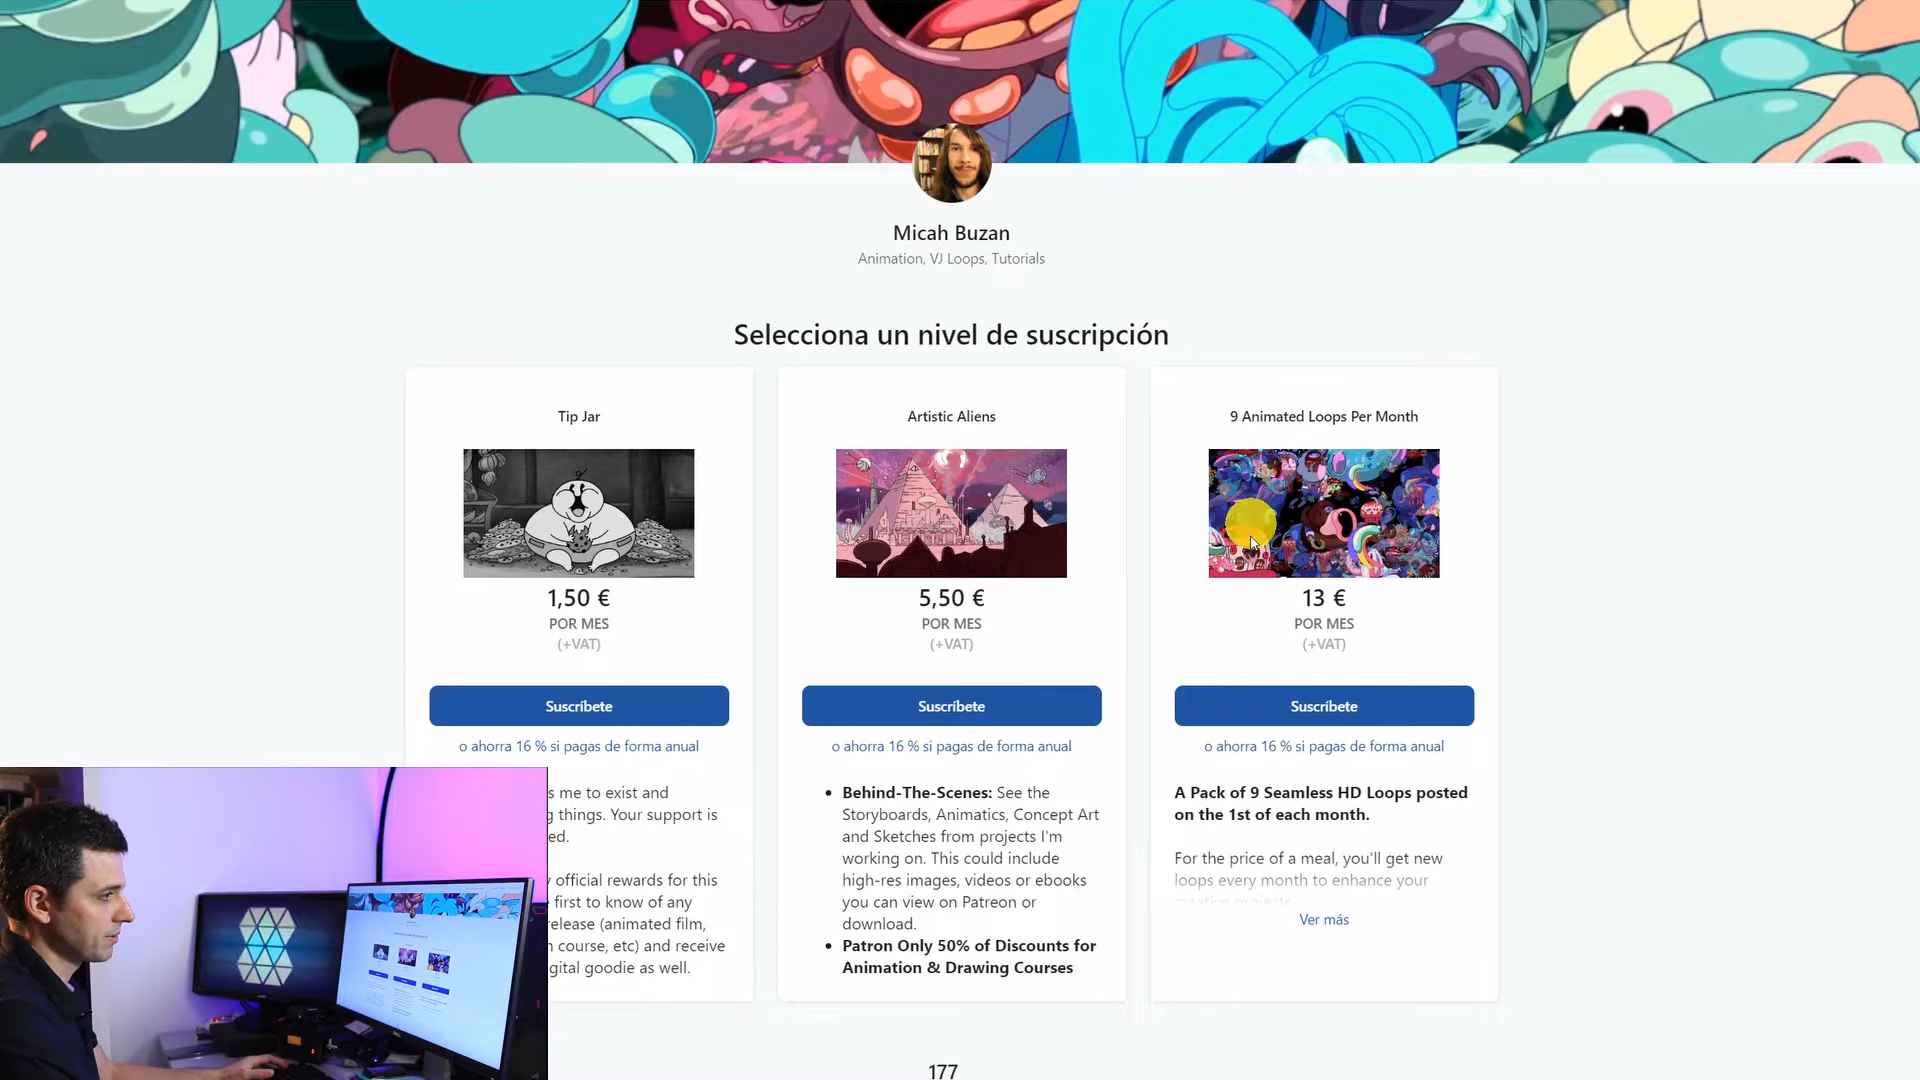 Micah Buzan
Animation, VJ Loops, Tutorials
Selecciona un nivel de suscripción
Tip Jar
1,50 €
POR MES
(+VAT)
Suscríbete
o ahorra 16 % si pagas de forma anual
s me to exist and
g things. Your support is
ed.
official rewards for this
first to know of any
elease (animated film,
course, etc) and receive
gital goodie as well.
Artistic Aliens
5,50 €
POR MES
(+VAT)
Suscríbete
o ahorra 16 % si pagas de forma anual
• Behind-The-Scenes: See the
Storyboards, Animatics, Concept Art
and Sketches from projects I'm
working on. This could include
high-res images, videos or ebooks
you can view on Patreon or
download.
• Patron Only 50% of Discounts for
Animation & Drawing Courses
9 Animated Loops Per Month
13 €
POR MES
(+VAT)
Suscríbete
o ahorra 16 % si pagas de forma anual
A Pack of 9 Seamless HD Loops posted
on the 1st of each month.
For the price of a meal, you'll get new
loops every month to enhance your
creative projects
Ver más
177